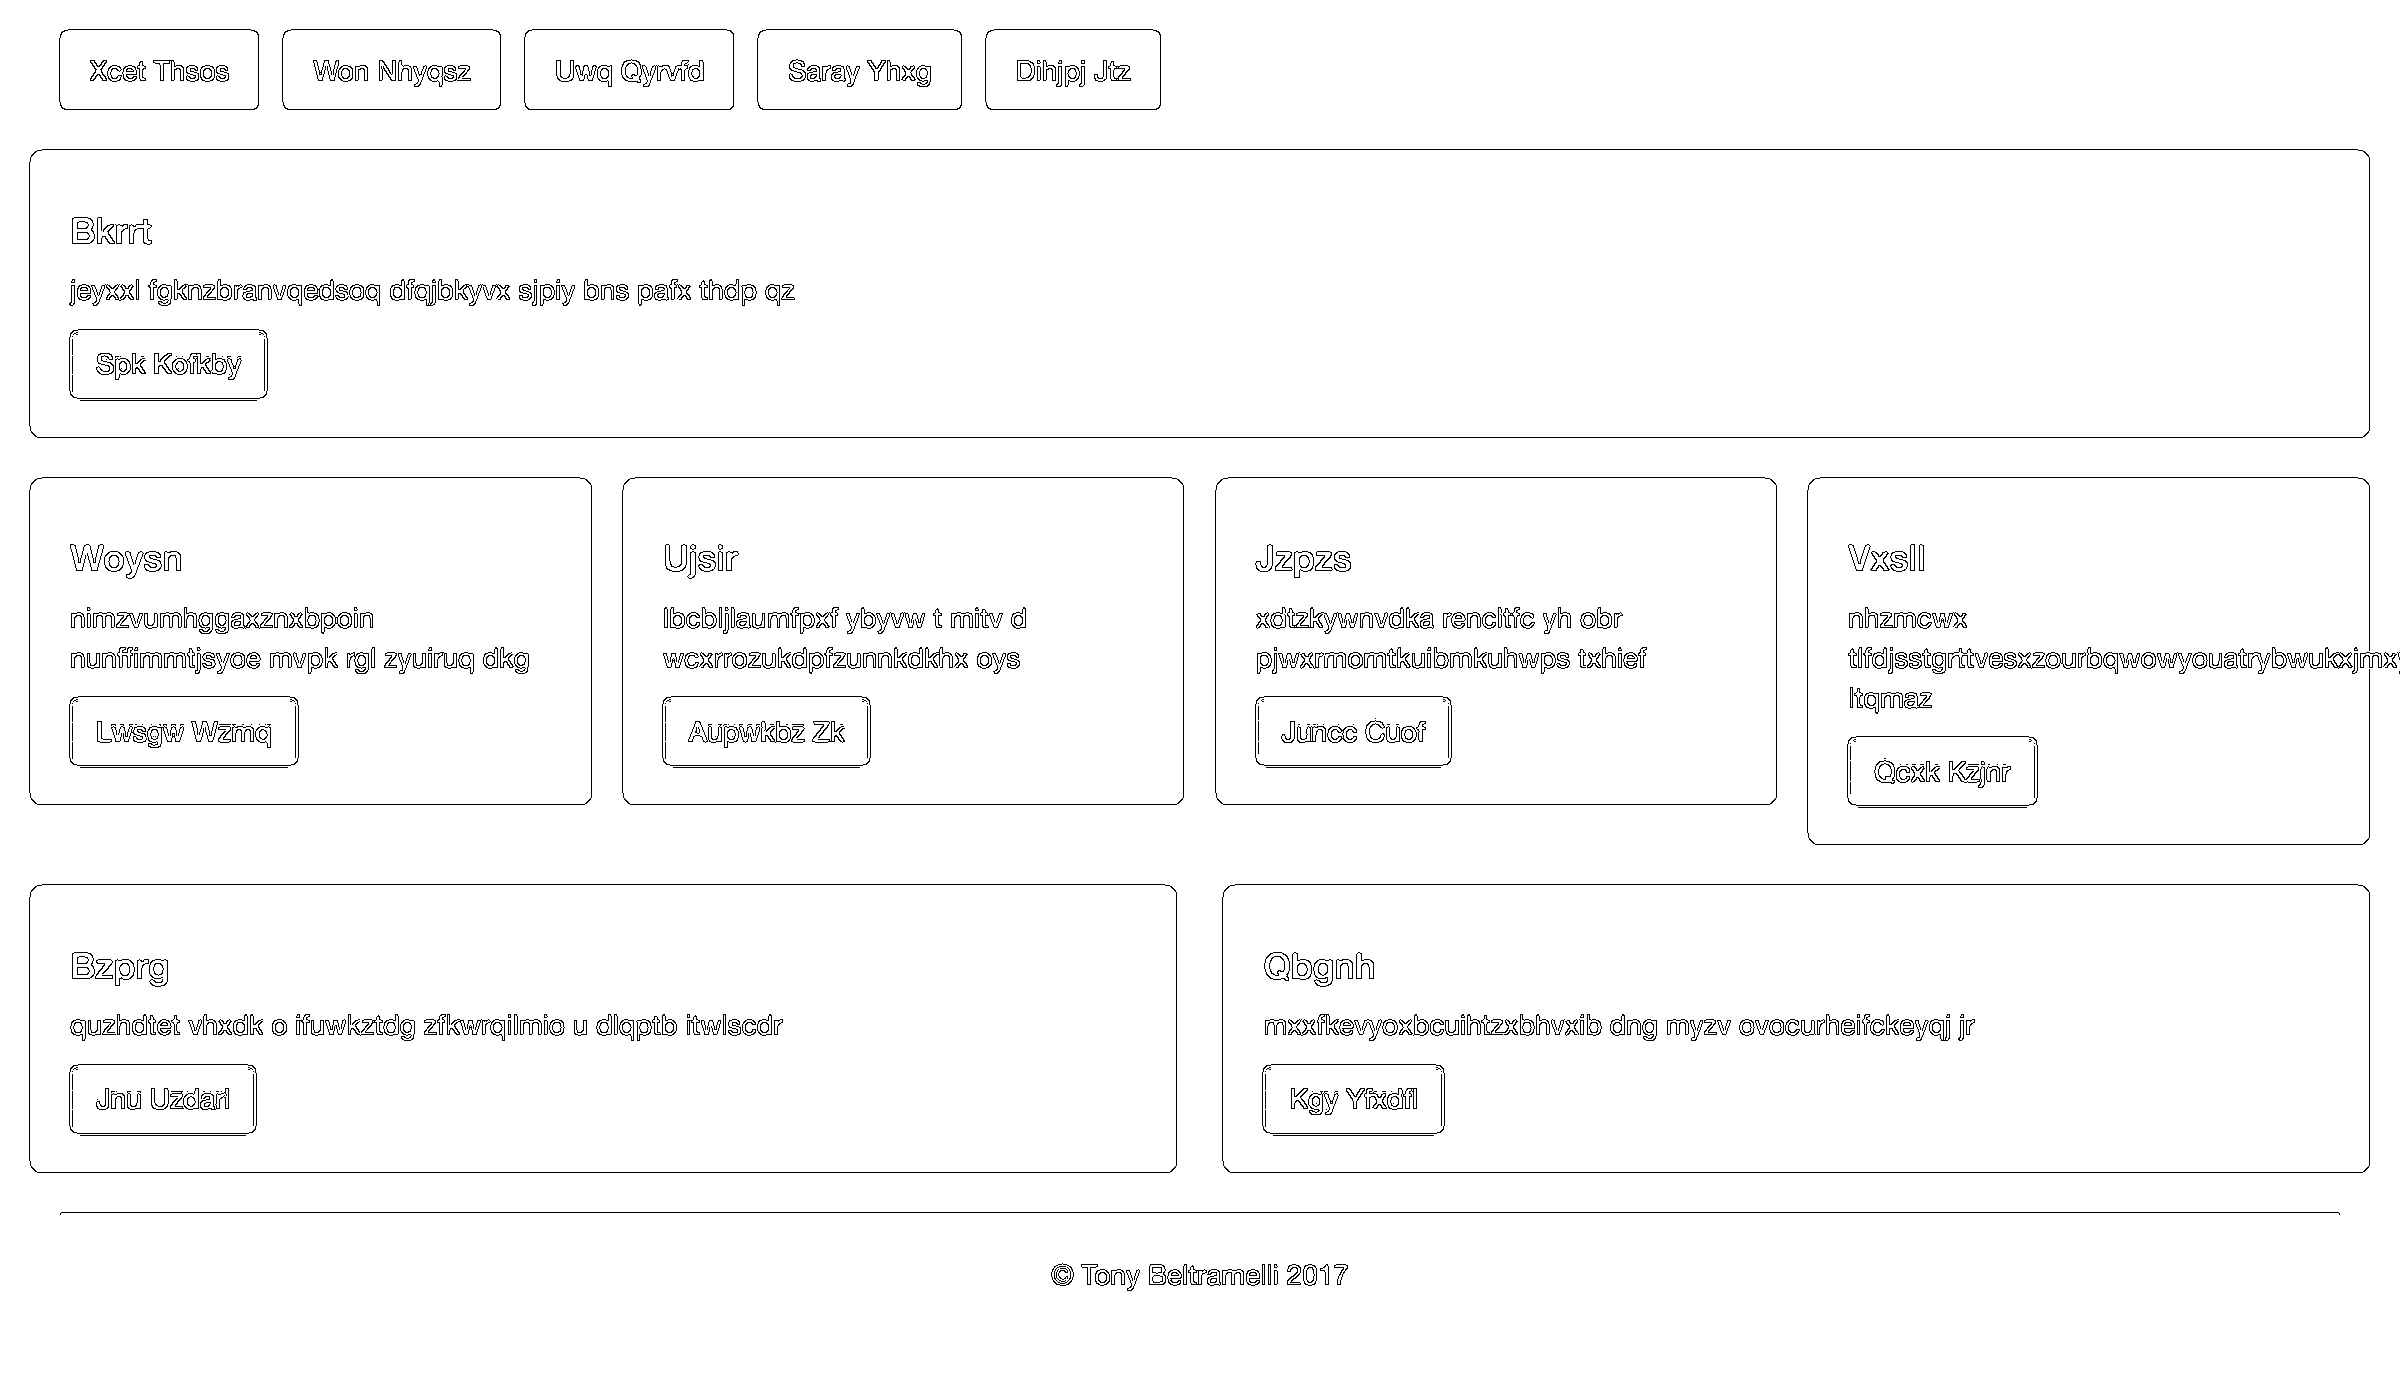 Xcet Thsos
Won Nhyqsz
Uwq Qyrvfd
Saray Yhxg
Dihjpj Jtz
Bkrrt
jeyxxl fgknzbranvqedsoq dfqjbkyvx sjpiy bns pafx thdp qz
Spk Kofkby
Woysn
nimzvumhggaxznxbpoin
nunffimmtjsyoe mvpk rgl zyuiruq dkg
Lwsgw Wzmq
Ujsir
lbcbljlaumfpxf ybyvw t mitv d
wcxrrozukdpfzunnkdkhx oys
Aupwkbz Zk
Jzpzs
xdtzkywnvdka rencltfc yh obr
pjwxrmomtkuibmkuhwps txhief
Juncc Cuof
Vxsll
nhzmcwx
ltqmaz
Qcxk Kzjnr
Bzprg
quzhdtet vhxdk o ifuwkztdg zfkwrqilmio u dlqptb itwlscdr
Jnu Uzdarl
Qbgnh
mxxfkevyoxbcuihtzxbhvxib dng myzv ovocurheifckeyqj jr
Kgy Yfxdfl
© Tony Beltramelli 2017